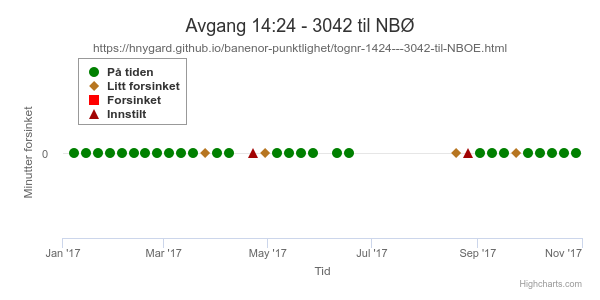 Avgang 14:24 - 3042 til NBØ
https://hnygard.github.io/banenor-punktlighet/tognr-1424---3042-til-NBOE.html
På tiden
Litt forsinket
Forsinket
Innstilt
Minutter forsinket
0
Jan '17 Mar '17 May '17 Jul '17 Sep '17 Nov '17
Tid
Highcharts.com